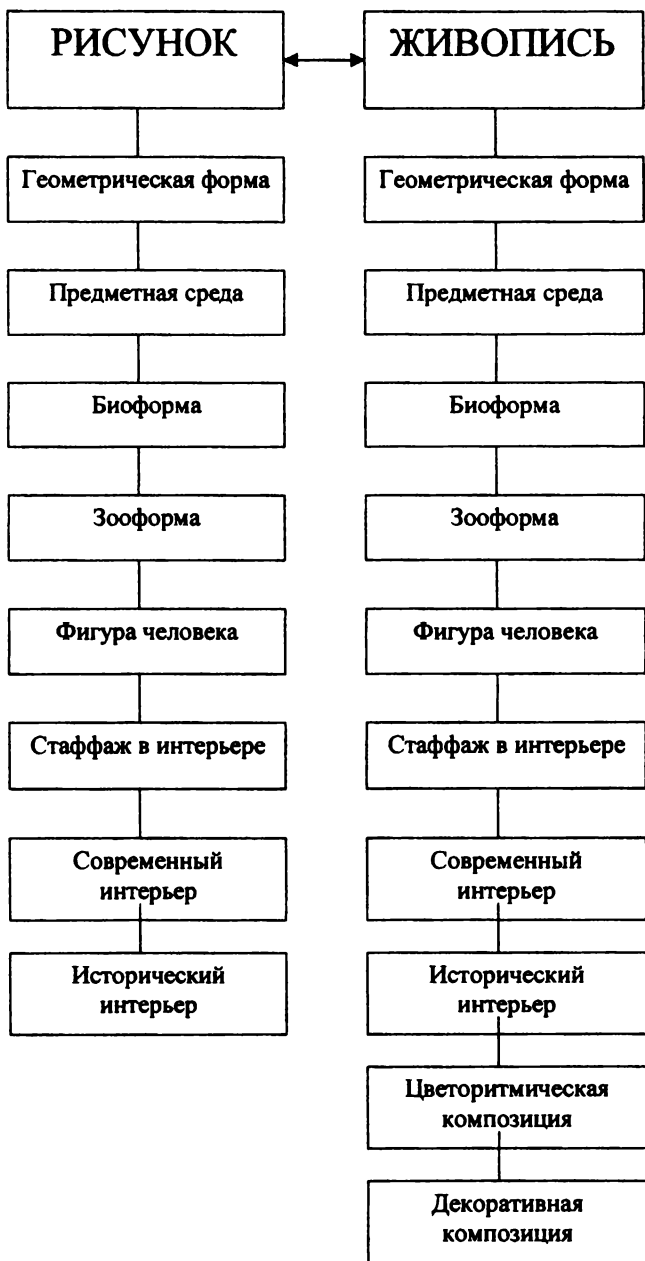 РИСУНОК
Геометрическая форма
Предметная среда
Биоформа
Зооформа
Фигура человека
Стаффаж в интерьере
Современный
интерьер
Исторический
интерьер
ЖИВОПИСЬ
Геометрическая форма
Предметная среда
Биоформа
Зооформа
Фигура человека
Стаффаж в интерьере
Современный
интерьер
Исторический
интерьер
Цветоритмическая
композиция
Декоративная
композиция